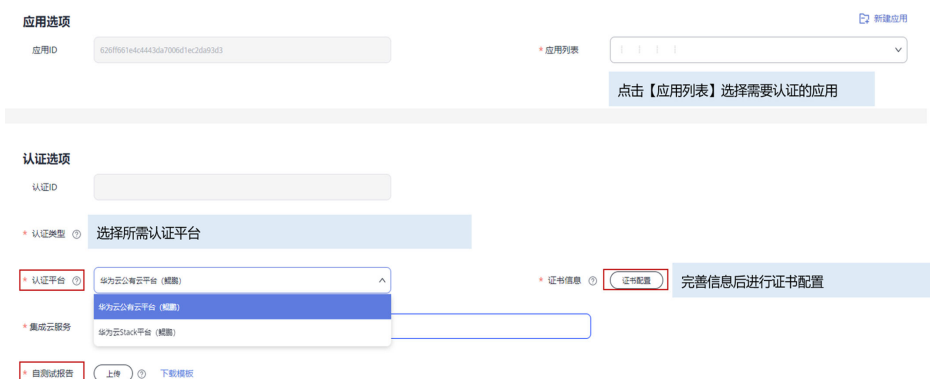 应用选项
新建应用
应用ID 626ff661e4c4443da7006d1ec2da93d3 * 应用列表
点击【应用列表】选择需要认证的应用
认证选项
认证ID
* 认证类型 选择所需认证平台
* 认证平台 华为云公有云平台（鲲鹏） * 证书信息 证书配置 完善信息后进行证书配置
华为云公有云平台（鲲鹏）
* 集成云服务 华为云Stack平台（鲲鹏）
* 自测试报告 上传 下载模板